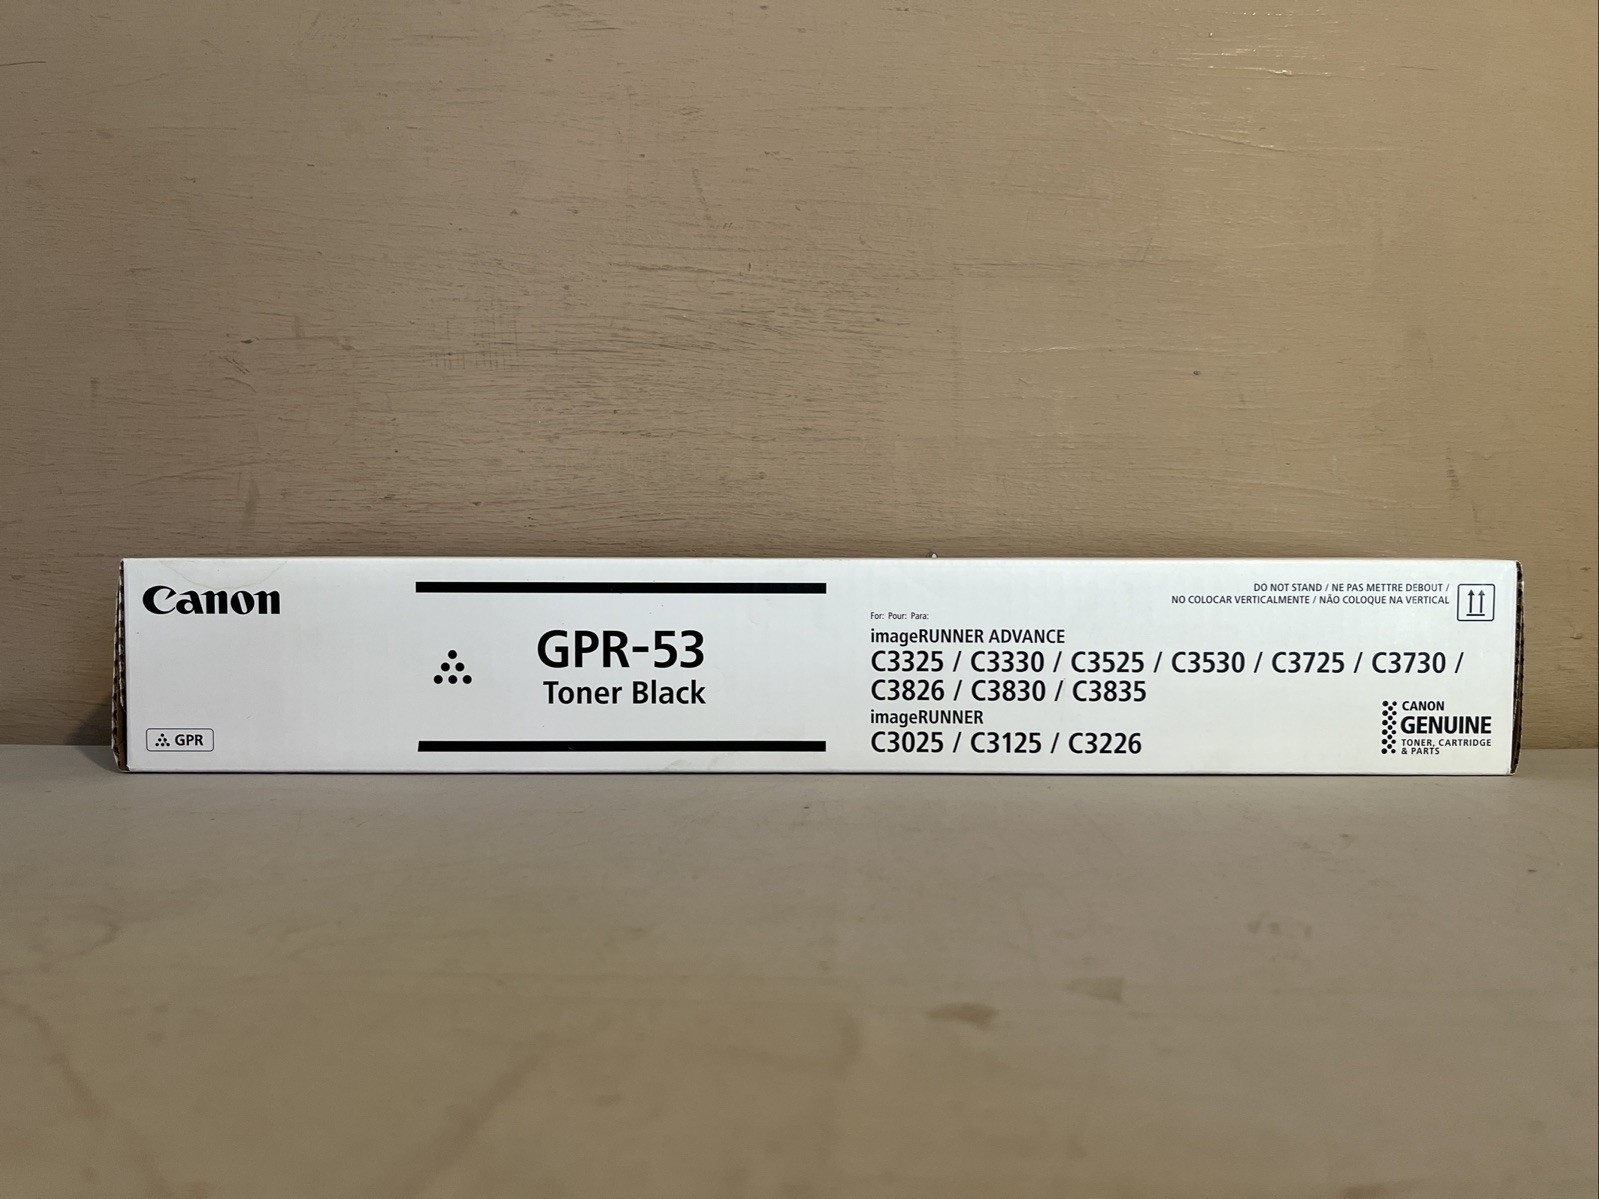 Canon
GPR
GPR-53
Toner Black
DO NOT STAND / NE PAS METTRE DEBOUT /
NO COLOCAR VERTICALMENTE / NÃO COLOQUE NA VERTICAL
For: Pour: Para:
imageRUNNER ADVANCE
C3325 / C3330 / C3525 / C3530 / C3725 / C3730 /
C3826 / C3830 / C3835
imageRUNNER
C3025 / C3125 / C3226
CANON
GENUINE
TONER, CARTRIDGE
& PARTS